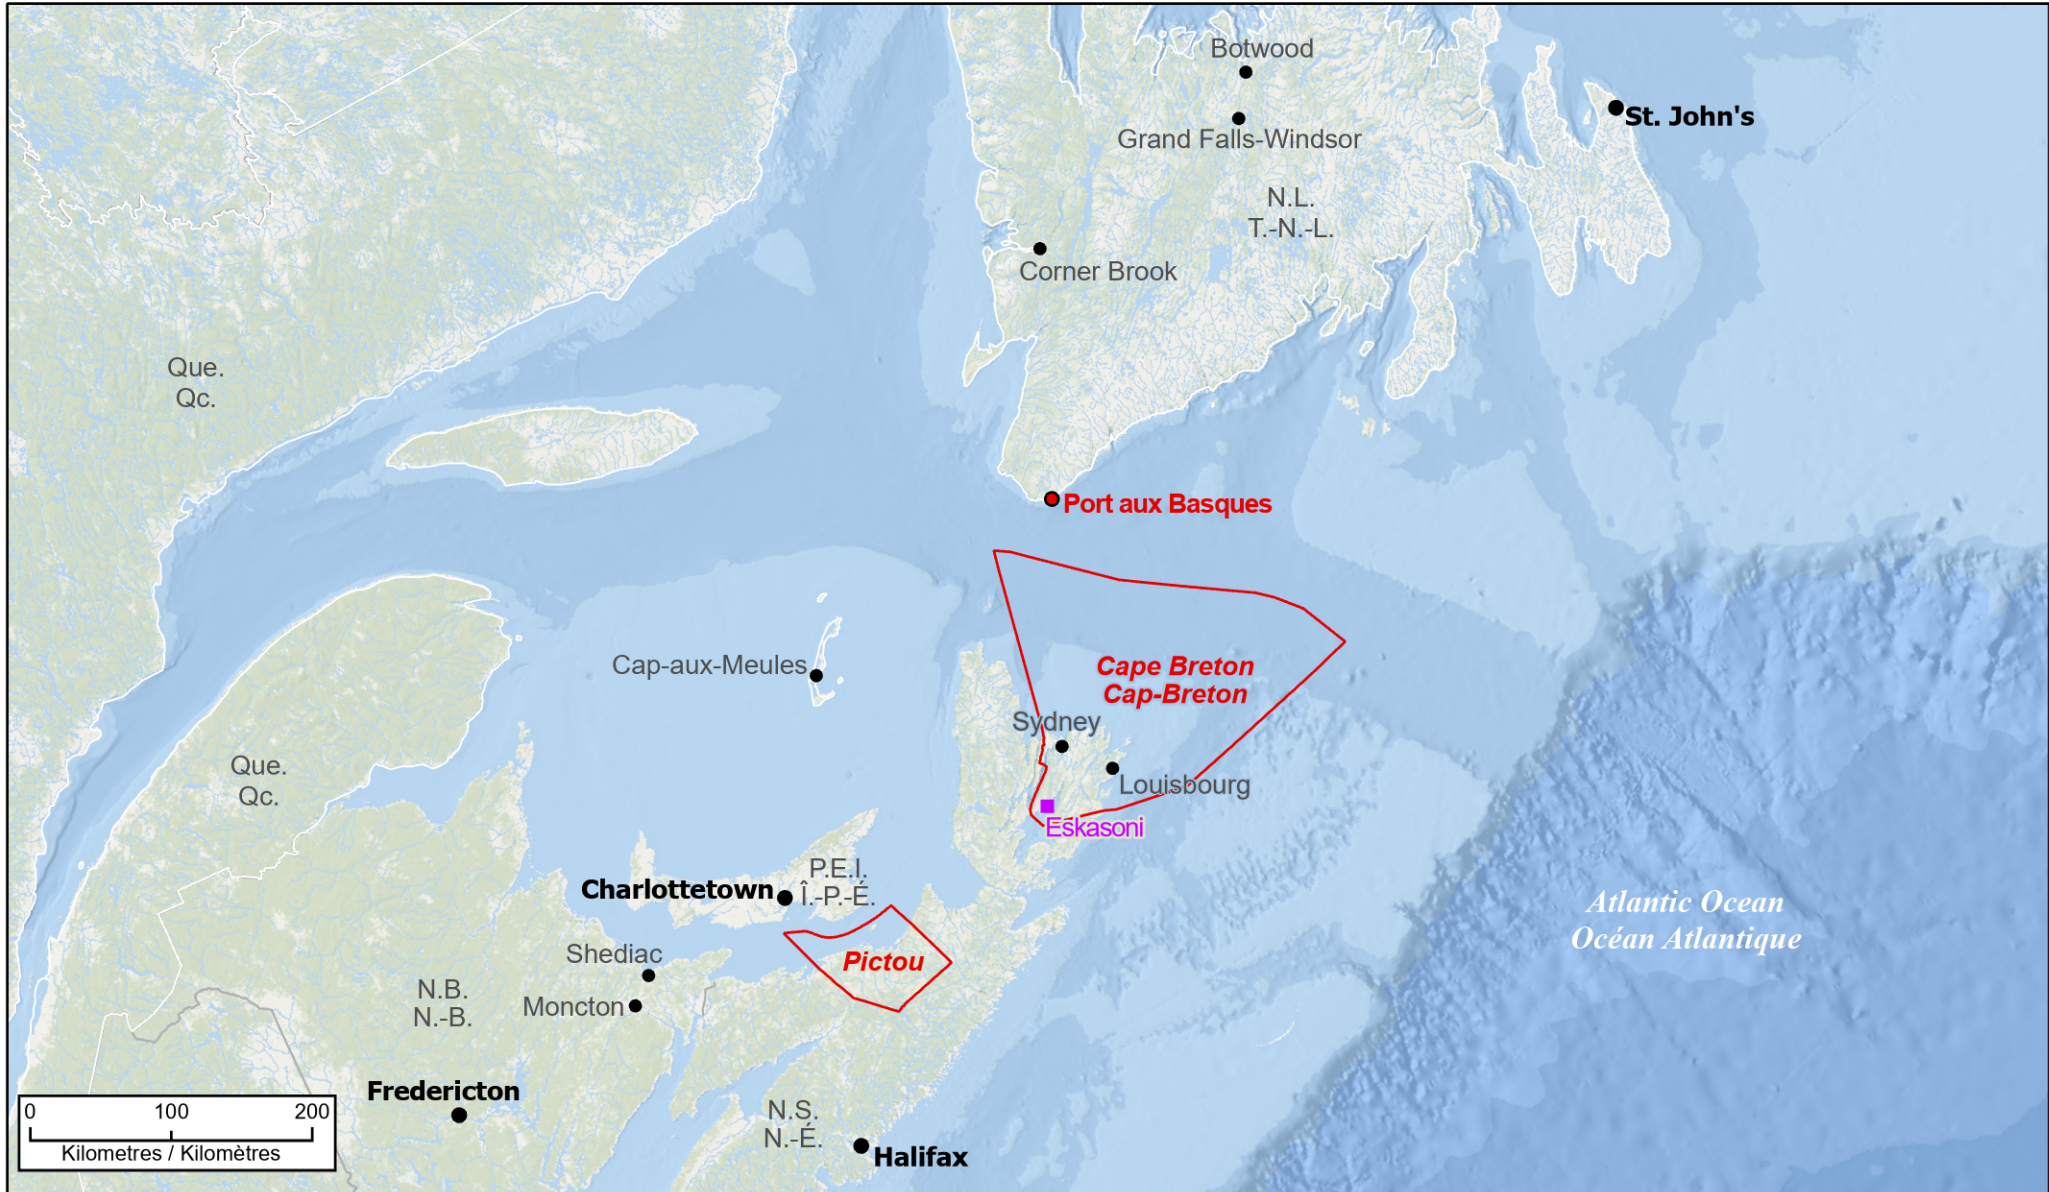 Botwood
St. John's
Grand Falls-Windsor
N.L.
T.-N.-L.
Corner Brook
Que.
Qc.
Port aux Basques
Cap-aux-Meules
Cape Breton
Cap-Breton
Sydney
Louisbourg
Que.
Qc.
Eskasoni
P.E.I.
Î.-P.-É.
Charlottetown
Atlantic Ocean
Océan Atlantique
Shediac
Pictou
N.B.
N.-B.
Moncton
Fredericton
N.S.
N.-É.
Halifax
0 100 200
Kilometres / Kilomètres